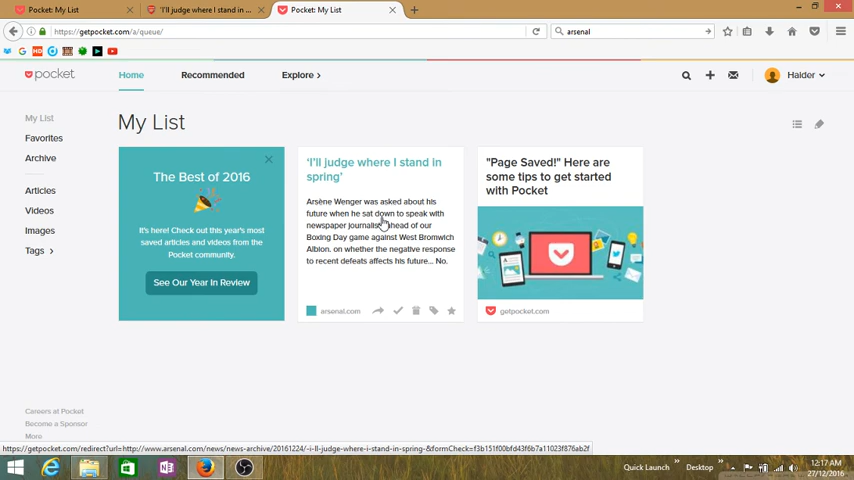 Pocket: My List
'I'll judge where I stand in ...
Pocket: My List
https://getpocket.com/a/queue/
arsenal
pocket
Home
Recommended
Explore >
Halder
My List
Favorites
Archive
Articles
Videos
Images
Tags >
My List
The Best of 2016
It's here! Check out this year's most
saved articles and videos from the
Pocket community.
See Our Year In Review
'I'll judge where I stand in
spring'
Arsène Wenger was asked about his
future when he sat down to speak with
newspaper journalists ahead of our
Boxing Day game against West Bromwich
Albion. on whether the negative response
to recent defeats affects his future... No.
arsenal.com
"Page Saved!" Here are
some tips to get started
with Pocket
getpocket.com
Careers at Pocket
Become a Sponsor
More
https://getpocket.com/redirect?url=http://www.arsenal.com/news/news-archive/20161224/-i-ll-judge-where-i-stand-in-spring-&formCheck=f3b151f00bfd43f6b7a11023f876ab2f
Quick Launch
Desktop
12:17 AM
27/12/2016